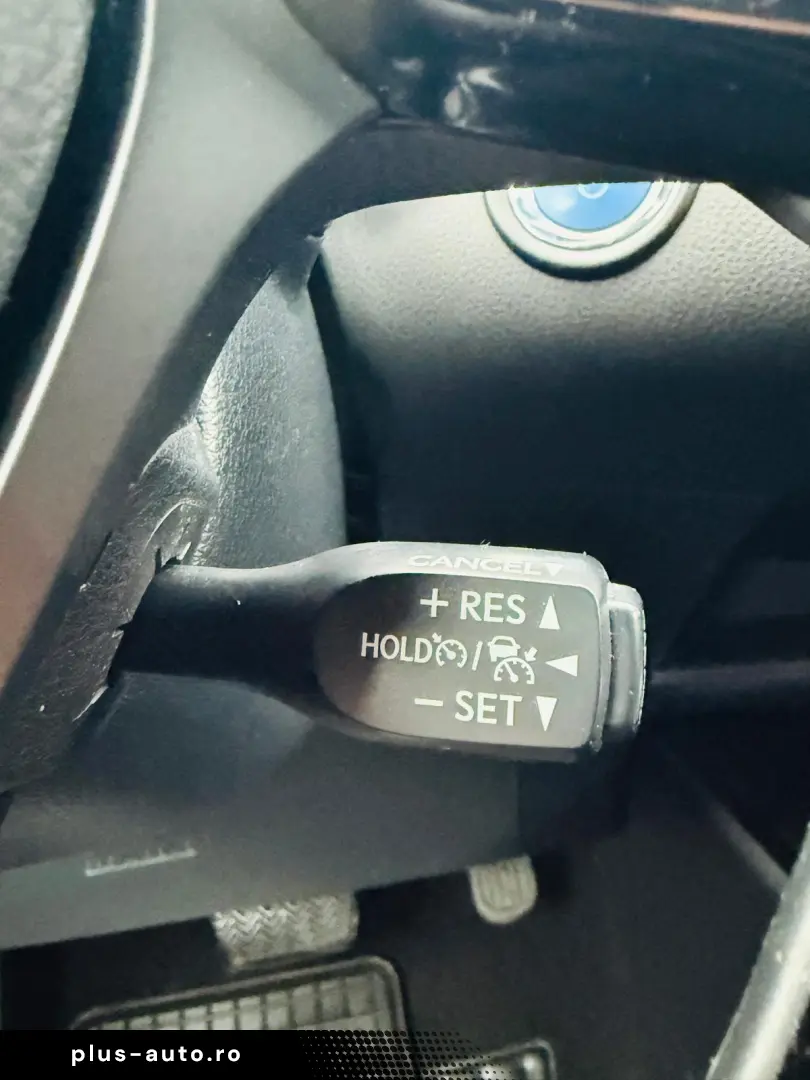 CANCEL▼
+ RES ▲
HOLD / ◄
− SET ▼
plus-auto.ro